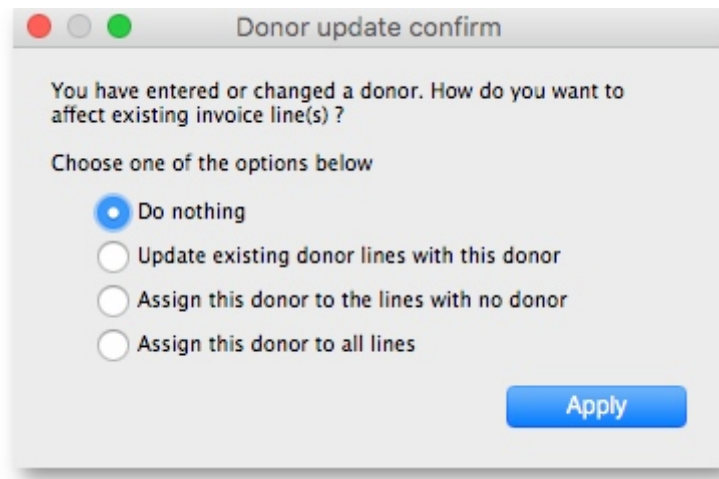 Donor update confirm
You have entered or changed a donor. How do you want to
affect existing invoice line(s) ?
Choose one of the options below
Do nothing
Update existing donor lines with this donor
Assign this donor to the lines with no donor
Assign this donor to all lines
Apply